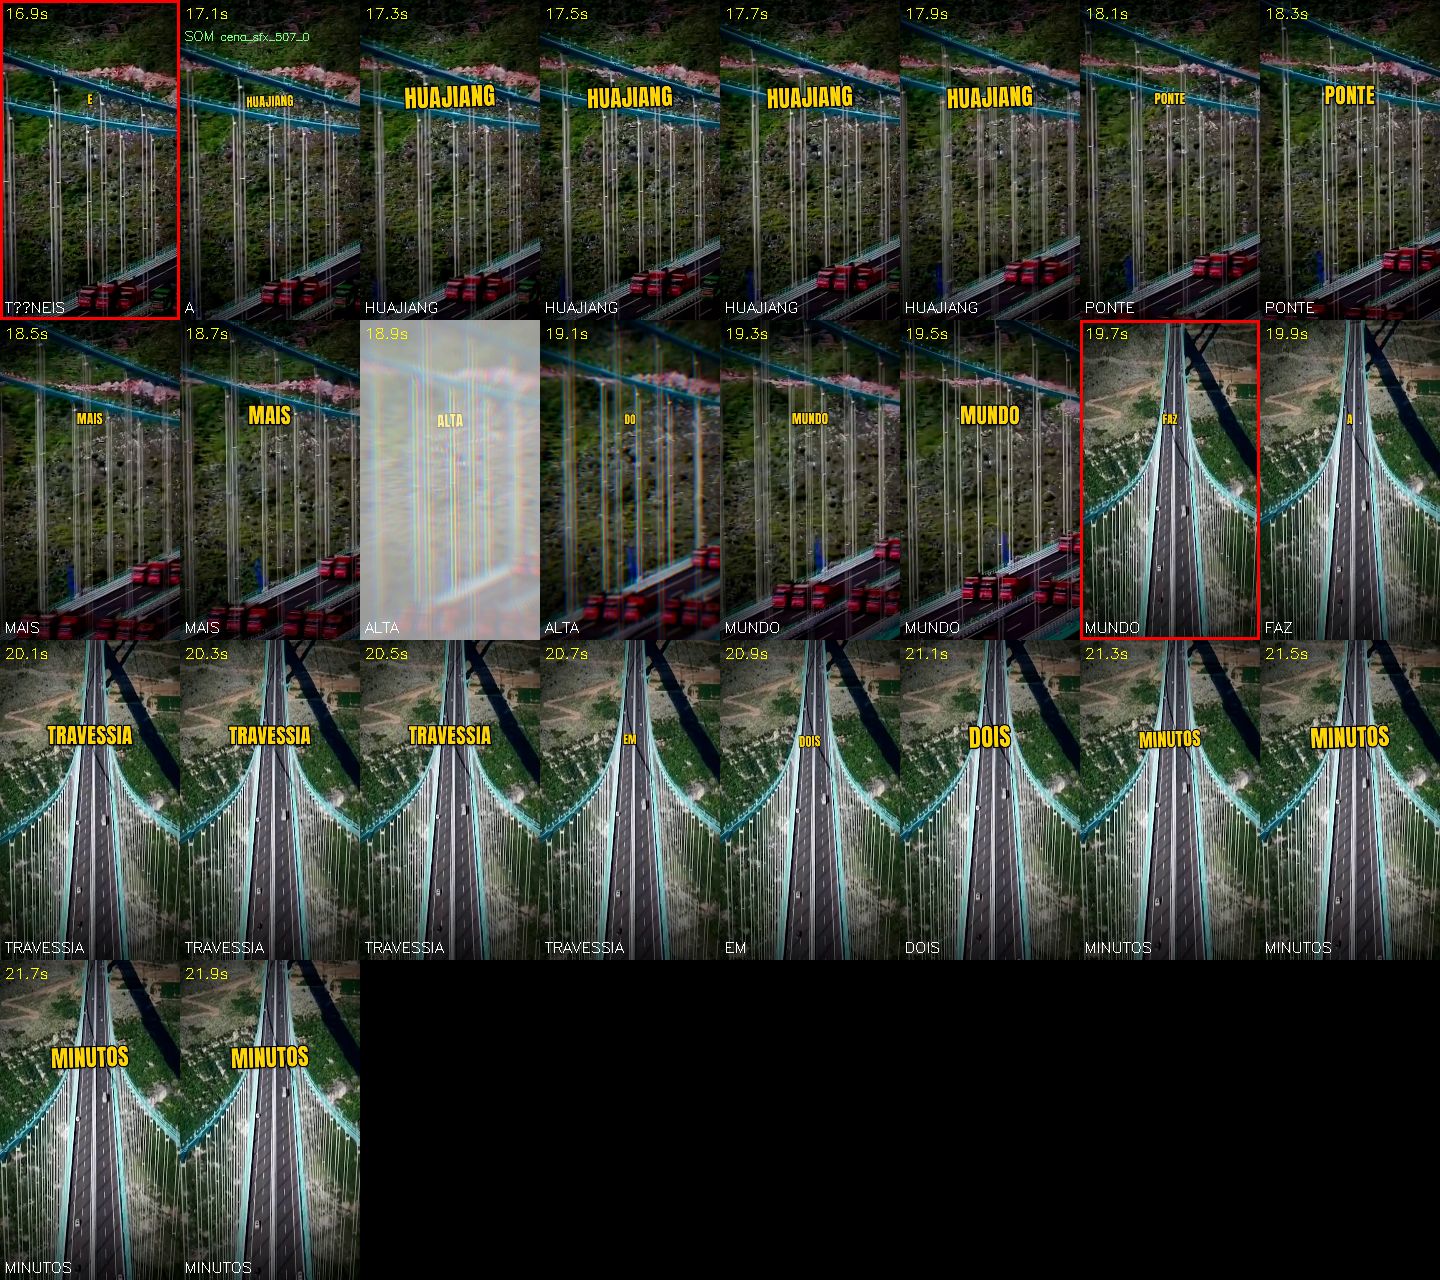 16.9s
E
T??NEIS
17.1s
SOM cena_sfx_507_0
HUAJIANG
A
17.3s
HUAJIANG
HUAJIANG
17.5s
HUAJIANG
HUAJIANG
17.7s
HUAJIANG
HUAJIANG
17.9s
HUAJIANG
HUAJIANG
18.1s
PONTE
PONTE
18.3s
PONTE
PONTE
18.5s
MAIS
MAIS
18.7s
MAIS
MAIS
18.9s
ALTA
ALTA
19.1s
DO
ALTA
19.3s
MUNDO
MUNDO
19.5s
MUNDO
MUNDO
19.7s
FAZ
MUNDO
19.9s
A
FAZ
20.1s
TRAVESSIA
TRAVESSIA
20.3s
TRAVESSIA
TRAVESSIA
20.5s
TRAVESSIA
TRAVESSIA
20.7s
EM
TRAVESSIA
20.9s
DOIS
EM
21.1s
DOIS
DOIS
21.3s
MINUTOS
MINUTOS
21.5s
MINUTOS
MINUTOS
21.7s
MINUTOS
MINUTOS
21.9s
MINUTOS
MINUTOS